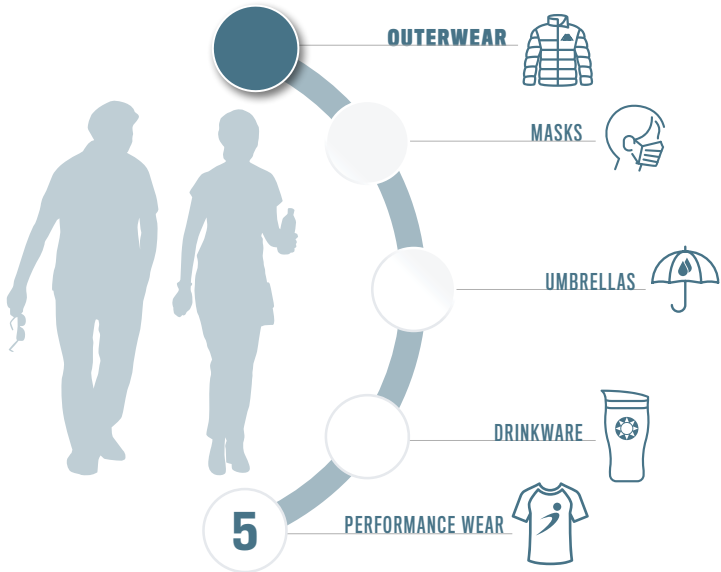 OUTERWEAR
MASKS
UMBRELLAS
DRINKWARE
5 PERFORMANCE WEAR